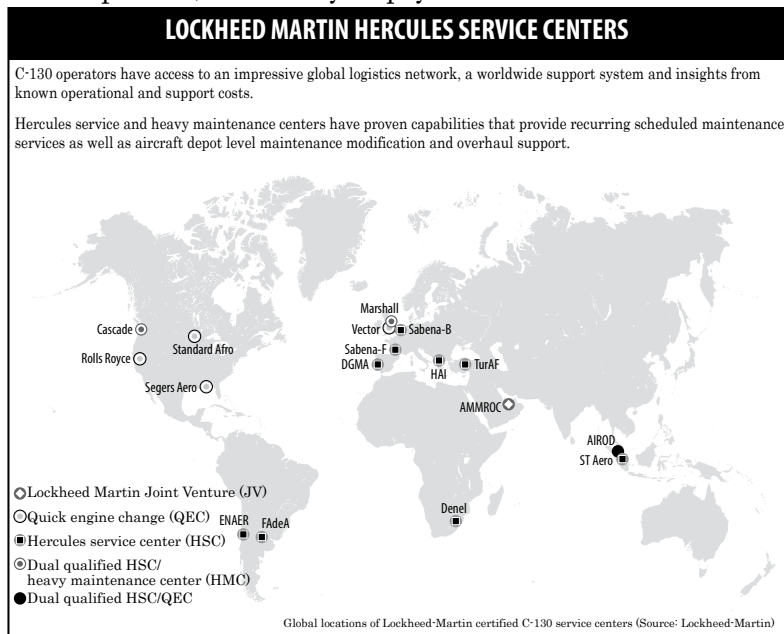 LOCKHEED MARTIN HERCULES SERVICE CENTERS
C-130 operators have access to an impressive global logistics network, a worldwide support system and insights from
known operational and support costs.
Hercules service and heavy maintenance centers have proven capabilities that provide recurring scheduled maintenance
services as well as aircraft depot level maintenance modification and overhaul support.
Marshall
Cascade
Vector
Sabena-B
Standard Afro
Sabena-F
Rolls Royce
DGMA
HAI
TurAF
Segers Aero
AMMROC
AIROD
ST Aero
Lockheed Martin Joint Venture (JV)
Quick engine change (QEC)
ENAER
FAdeA
Denel
Hercules service center (HSC)
Dual qualified HSC/
heavy maintenance center (HMC)
Dual qualified HSC/QEC
Global locations of Lockheed-Martin certified C-130 service centers (Source: Lockheed-Martin)